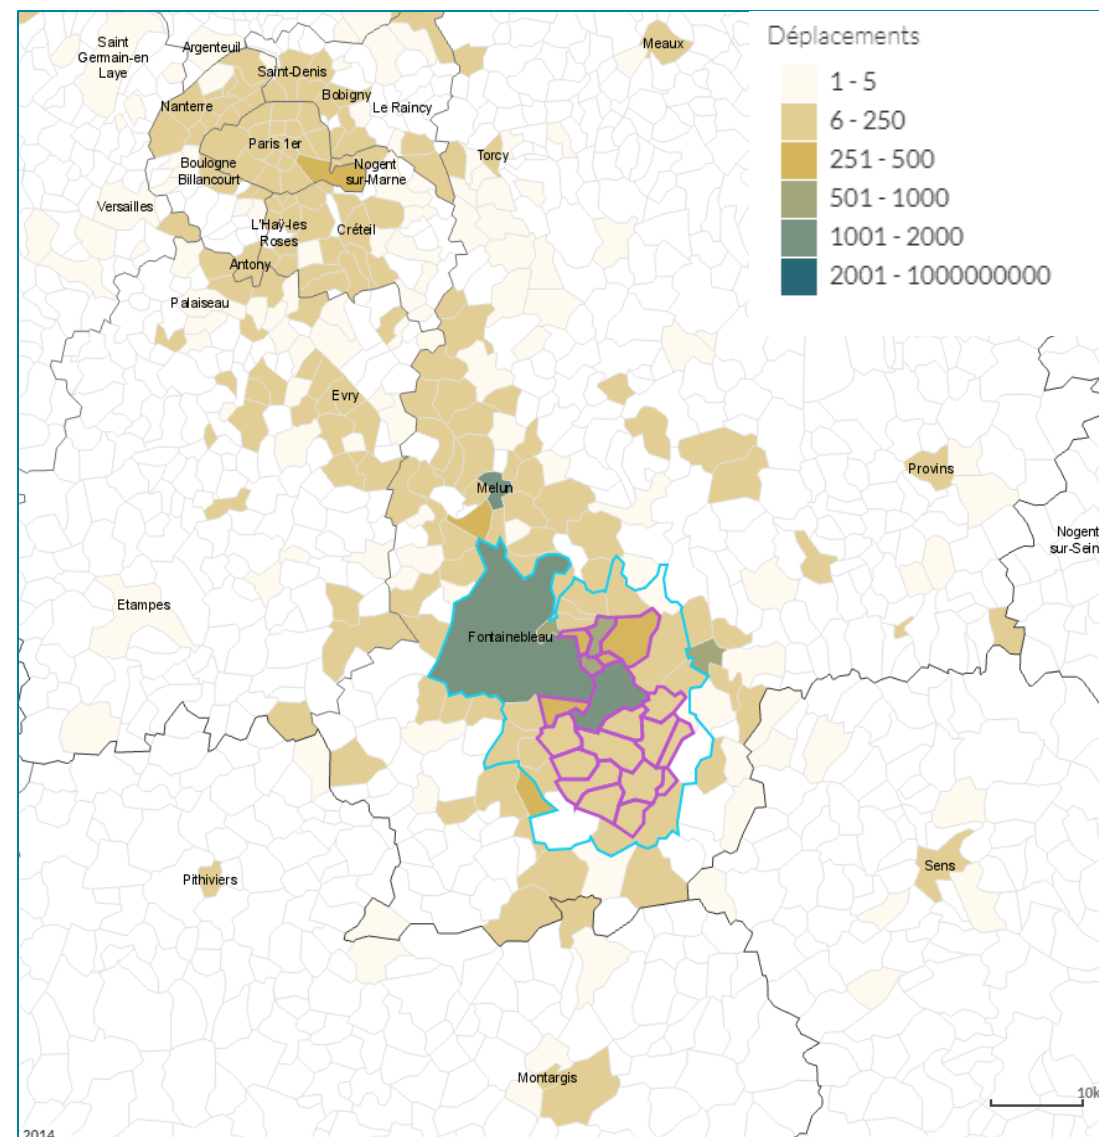 Déplacements
1 - 5
6 - 250
251 - 500
501 - 1000
1001 - 2000
2001 - 1000000000
Saint
Germain-en
Laye
Argenteuil
Meaux
Saint-Denis
Nanterre
Bobigny
Le Raincy
Paris 1er
Boulogne
Billancourt
Nogent
sur-Marne
Torcy
Versailles
L'Haÿ-les
Roses
Créteil
Antony
Palaiseau
Evry
Melun
Provins
Nogent
sur-Sein
Etampes
Fontainebleau
Pithiviers
Sens
Montargis
10k
2014